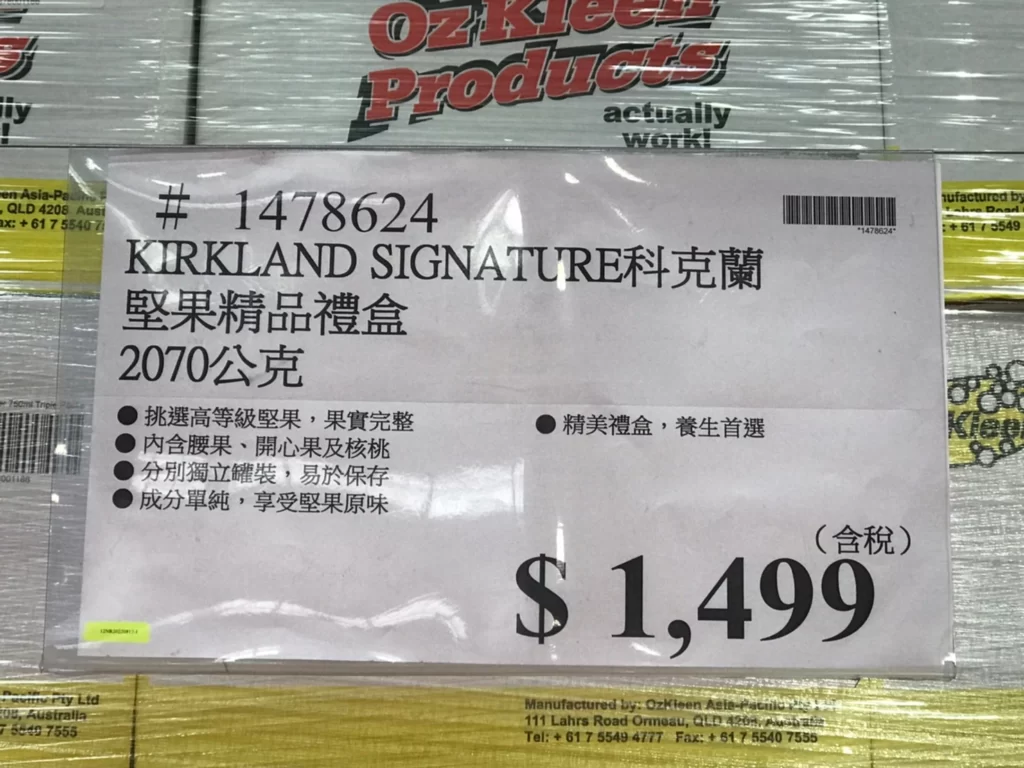 OzKleen
Products
actually
work!
# 1478624
*1478624*
KIRKLAND SIGNATURE科克蘭
堅果精品禮盒
2070公克
● 挑選高等級堅果，果實完整
● 內含腰果、開心果及核桃
● 分別獨立罐裝，易於保存
● 成分單純，享受堅果原味
● 精美禮盒，養生首選
（含稅）
$ 1,499
Manufactured by: OzKleen Asia-Pacific
111 Lahrs Road Ormeau, QLD 4208, Australia
Tel: + 61 7 5549 4777 Fax: + 61 7 5540 7555
Pacific Pty Ltd
Australia
7 5540 7555